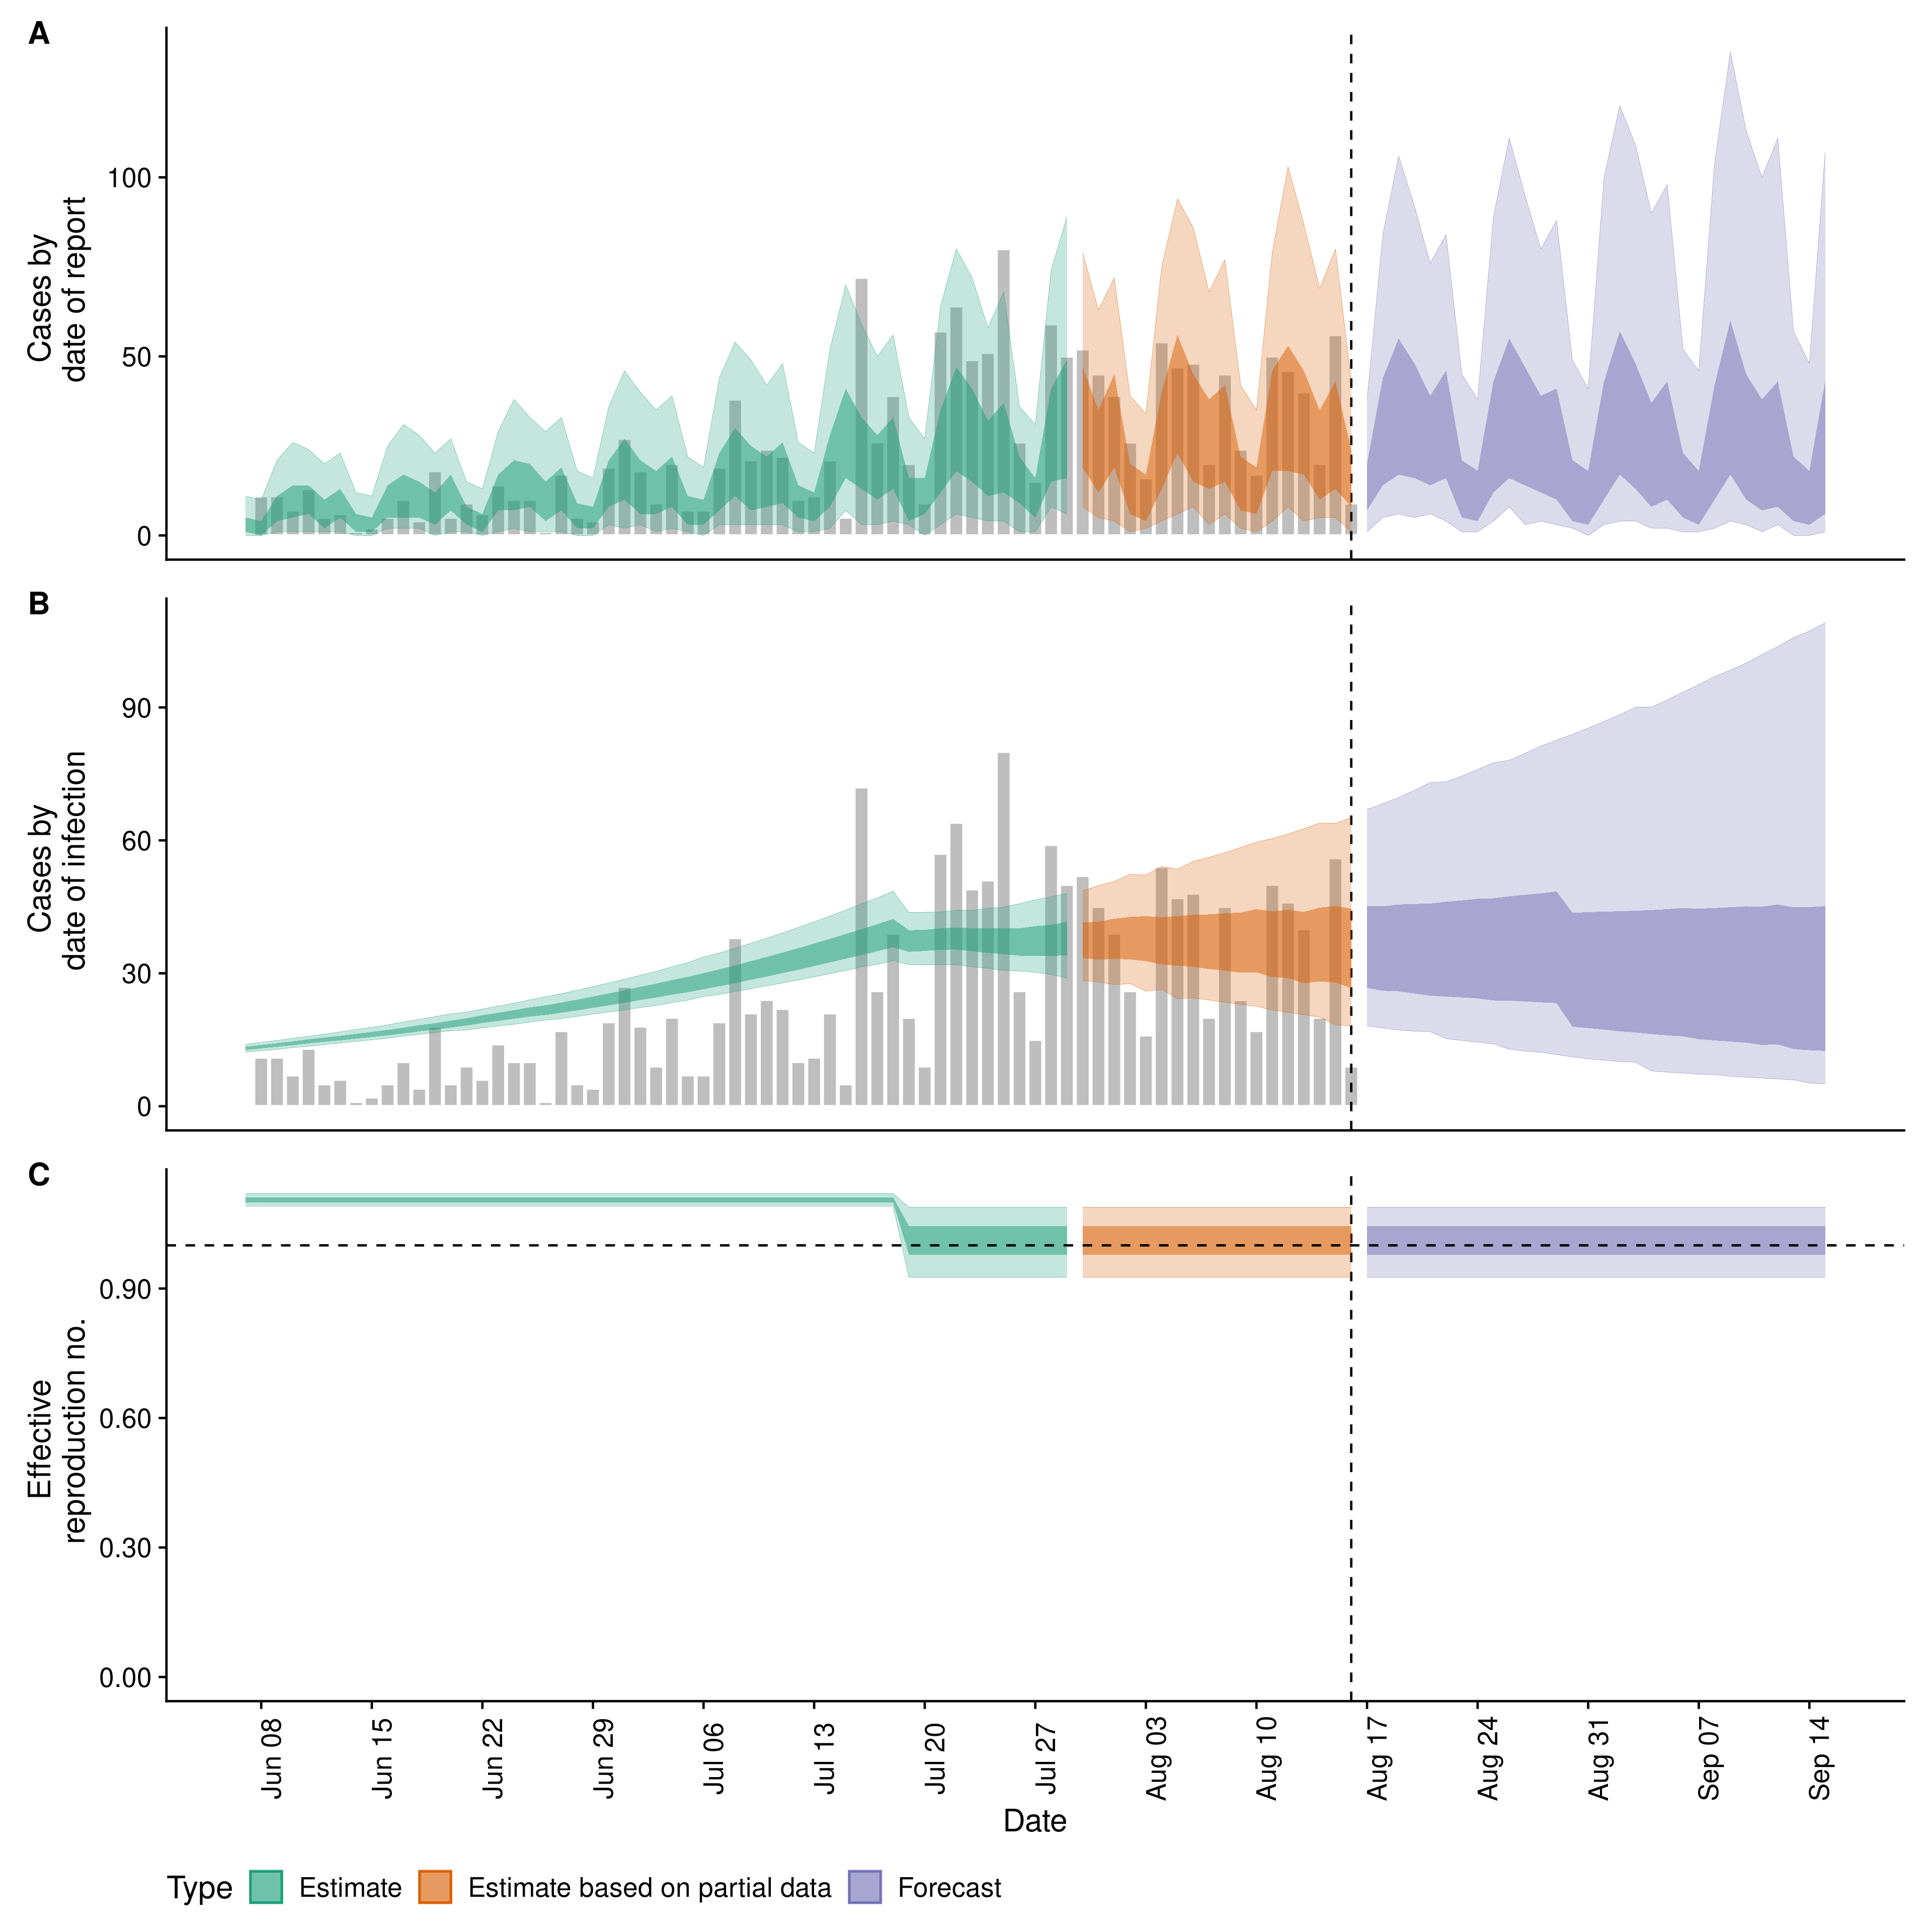 A
Cases by
date of report
100
50
0
B
Cases by
date of infection
90
60
30
0
C
Effective
reproduction no.
0.90
0.60
0.30
0.00
Jun 08
Jun 15
Jun 22
Jun 29
Jul 06
Jul 13
Jul 20
Jul 27
Aug 03
Aug 10
Aug 17
Aug 24
Aug 31
Sep 07
Sep 14
Date
Type Estimate Estimate based on partial data Forecast